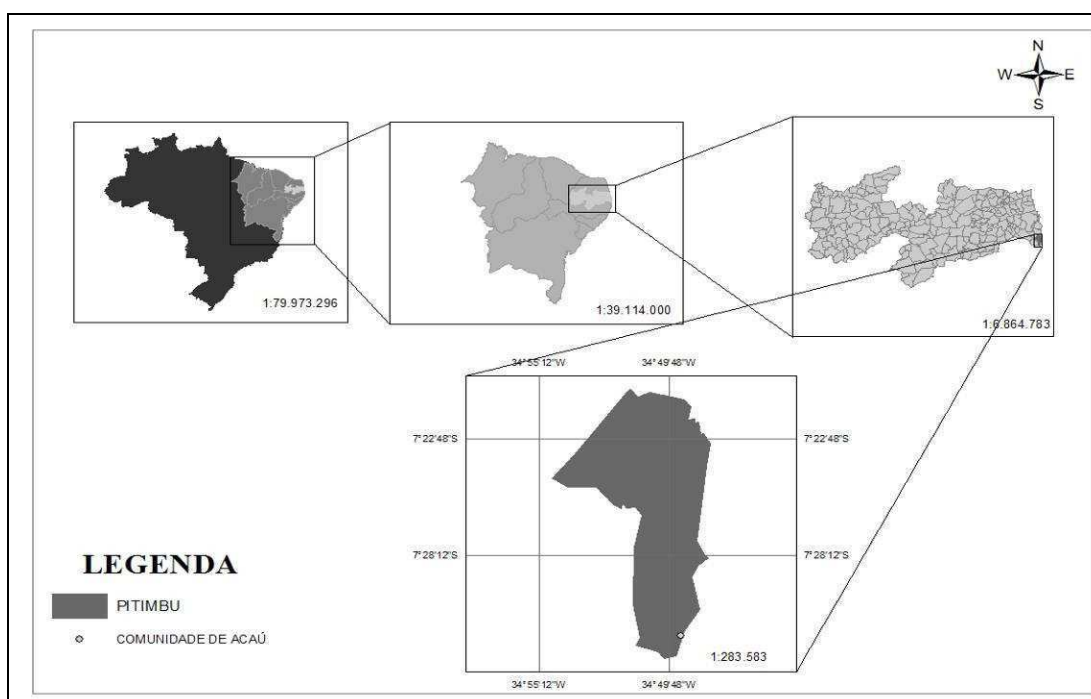 N
W E
S
1:79.973.296
1:39.114.000
1:6.864.783
34°55'12"W 34°49'48"W
7°22'48"S 7°22'48"S
7°28'12"S 7°28'12"S
1:283.583
34°55'12"W 34°49'48"W
LEGENDA
PITIMBU
COMUNIDADE DE ACAÚ